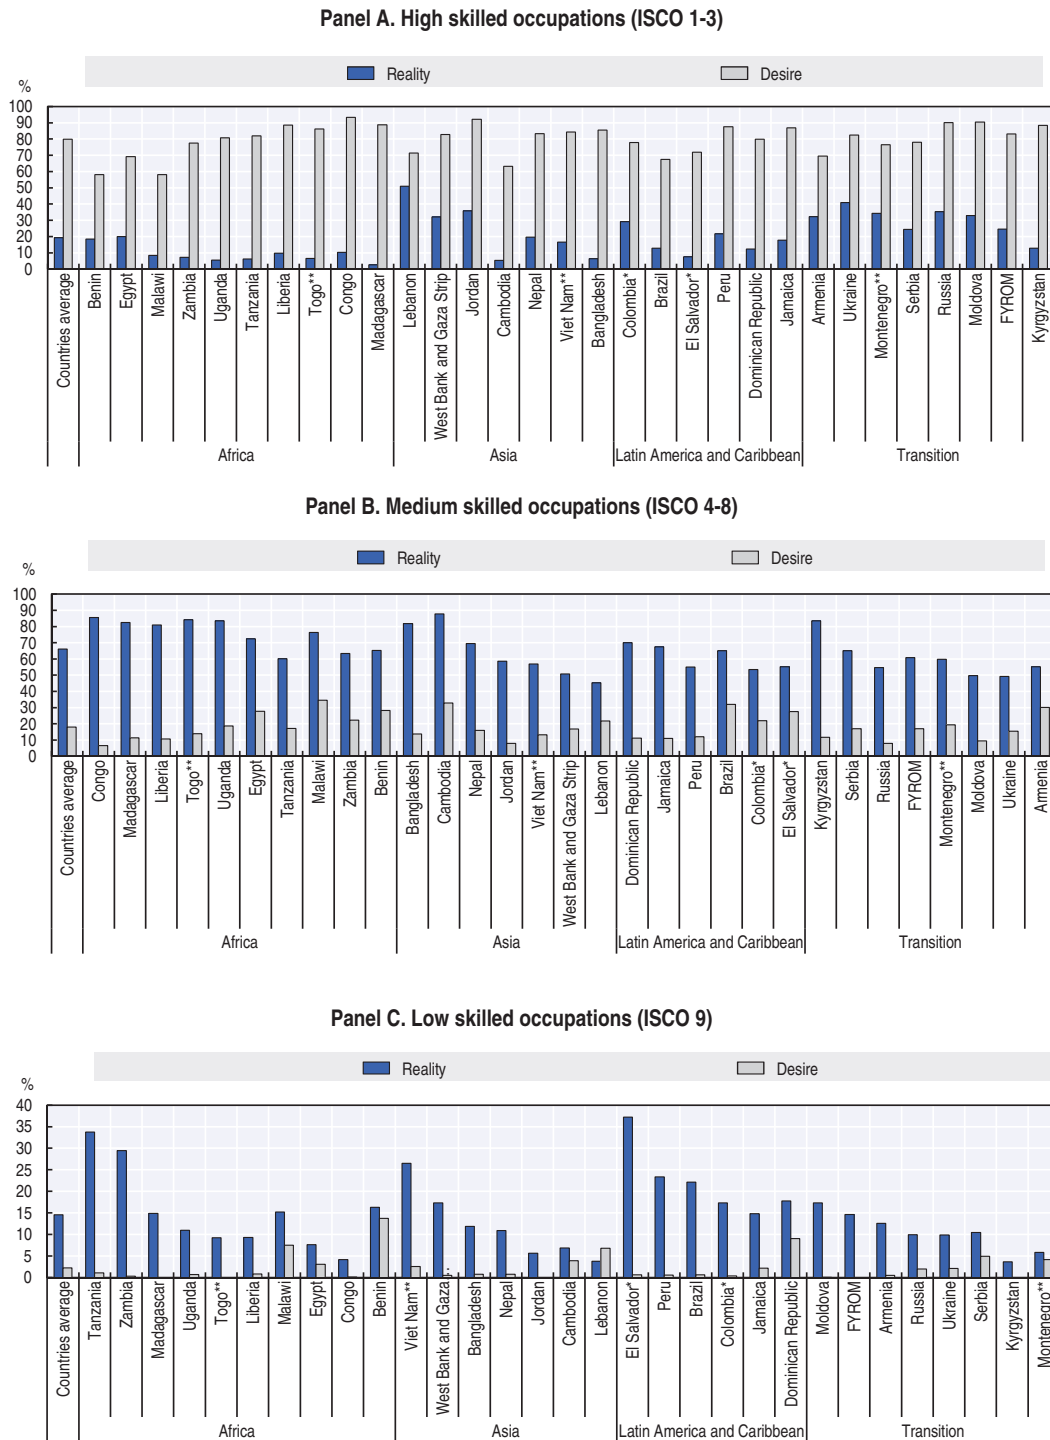 Panel A. High skilled occupations (ISCO 1-3)
Reality
Desire
%
100
90
80
70
60
50
40
30
20
10
0
Countries average
Benin
Egypt
Malawi
Zambia
Uganda
Tanzania
Liberia
Togo**
Congo
Madagascar
Lebanon
West Bank and Gaza Strip
Jordan
Cambodia
Nepal
Viet Nam**
Bangladesh
Colombia*
Brazil
El Salvador*
Peru
Dominican Republic
Jamaica
Armenia
Ukraine
Montenegro**
Serbia
Russia
Moldova
FYROM
Kyrgyzstan
Africa
Asia
Latin America and Caribbean
Transition
Panel B. Medium skilled occupations (ISCO 4-8)
Reality
Desire
%
100
90
80
70
60
50
40
30
20
10
0
Countries average
Congo
Madagascar
Liberia
Togo**
Uganda
Egypt
Tanzania
Malawi
Zambia
Benin
Bangladesh
Cambodia
Nepal
Jordan
Viet Nam**
West Bank and Gaza Strip
Lebanon
Dominican Republic
Jamaica
Peru
Brazil
Colombia*
El Salvador*
Kyrgyzstan
Serbia
Russia
FYROM
Montenegro**
Moldova
Ukraine
Armenia
Africa
Asia
Latin America and Caribbean
Transition
Panel C. Low skilled occupations (ISCO 9)
Reality
Desire
%
40
35
30
25
20
15
10
5
0
Countries average
Tanzania
Zambia
Madagascar
Uganda
Togo**
Liberia
Malawi
Egypt
Congo
Benin
Viet Nam**
West Bank and Gaza...
Bangladesh
Nepal
Jordan
Cambodia
Lebanon
El Salvador*
Peru
Brazil
Colombia*
Jamaica
Dominican Republic
Moldova
FYROM
Armenia
Russia
Ukraine
Serbia
Kyrgyzstan
Montenegro**
Africa
Asia
Latin America and Caribbean
Transition